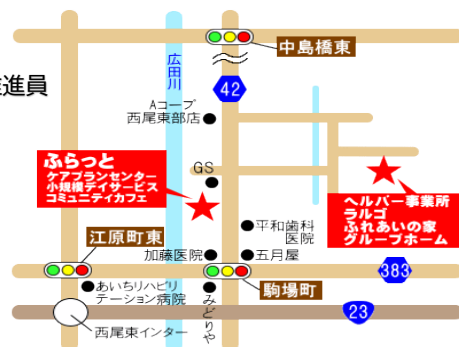 中島橋東
広田川
進員
42
Aコープ
西尾東部店
GS
ふらっと
ケアプランセンター
小規模デイサービス
コミュニティカフェ
ヘルパー事業所
ラルゴ
ふれあいの家
グループホーム
平和歯科
医院
江原町東
加藤医院
五月屋
383
駒場町
あいちリハビリ
テーション病院
みどりや
23
西尾東インター